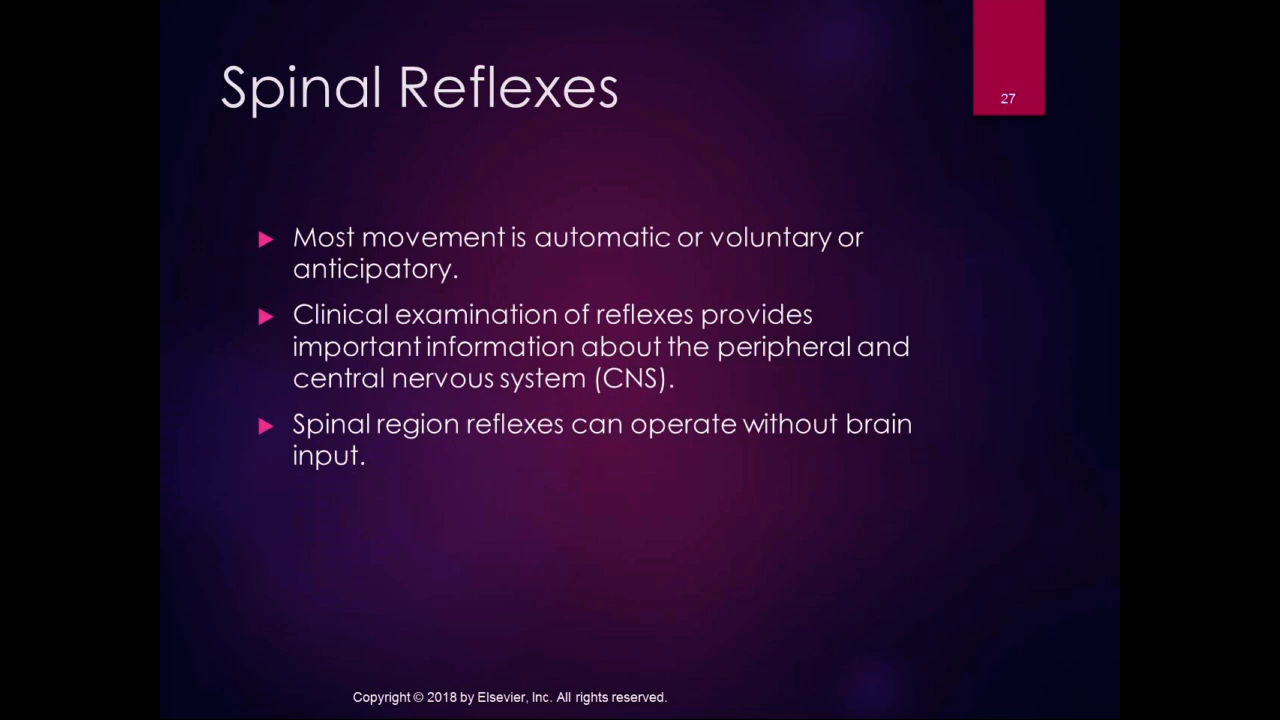 Spinal Reflexes
27
Most movement is automatic or voluntary or
anticipatory.
Clinical examination of reflexes provides
important information about the peripheral and
central nervous system (CNS).
Spinal region reflexes can operate without brain
input.
Copyright © 2018 by Elsevier, Inc. All rights reserved.